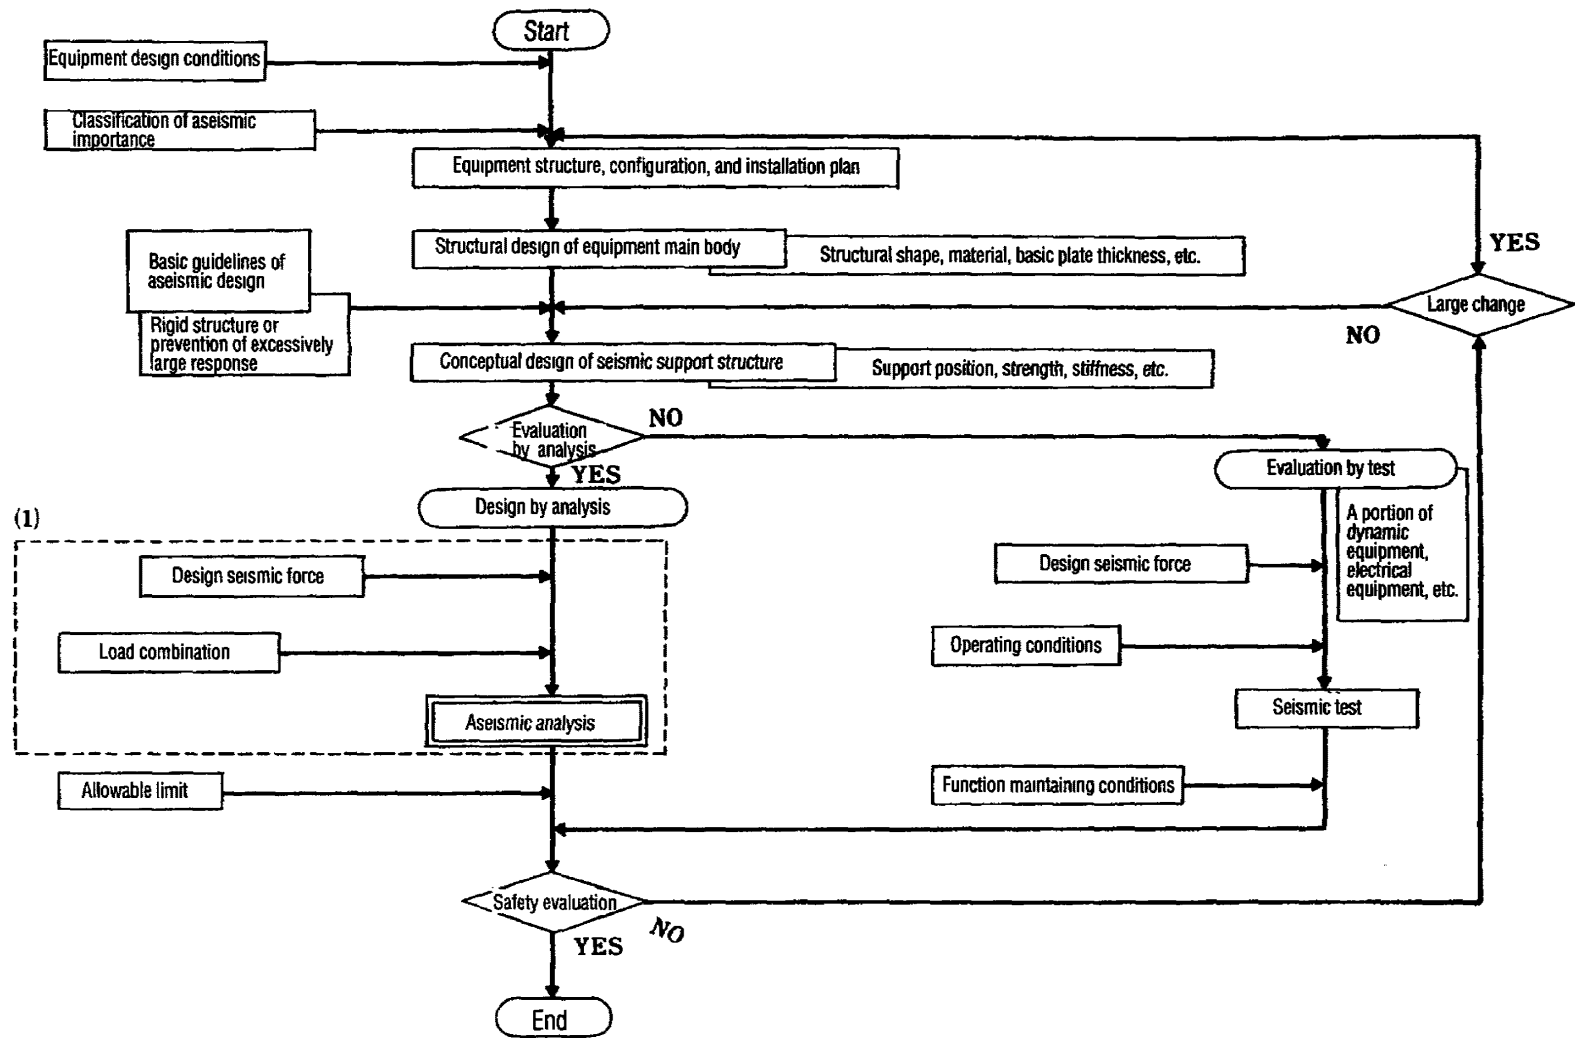 Start
Equipment design conditions
Classification of aseismic
importance
Equipment structure, configuration, and installation plan
Structural design of equipment main body
Structural shape, material, basic plate thickness, etc.
YES
Basic guidelines of
aseismic design
Large change
NO
Rigid structure or
prevention of excessively
large response
Conceptual design of seismic support structure
Support position, strength, stiffness, etc.
Evaluation
by analysis
NO
YES
Evaluation by test
A portion of
dynamic
equipment,
electrical
equipment, etc.
Design by analysis
(1)
Design seismic force
Design seismic force
Load combination
Operating conditions
Aseismic analysis
Seismic test
Allowable limit
Function maintaining conditions
Safety evaluation
NO
YES
End